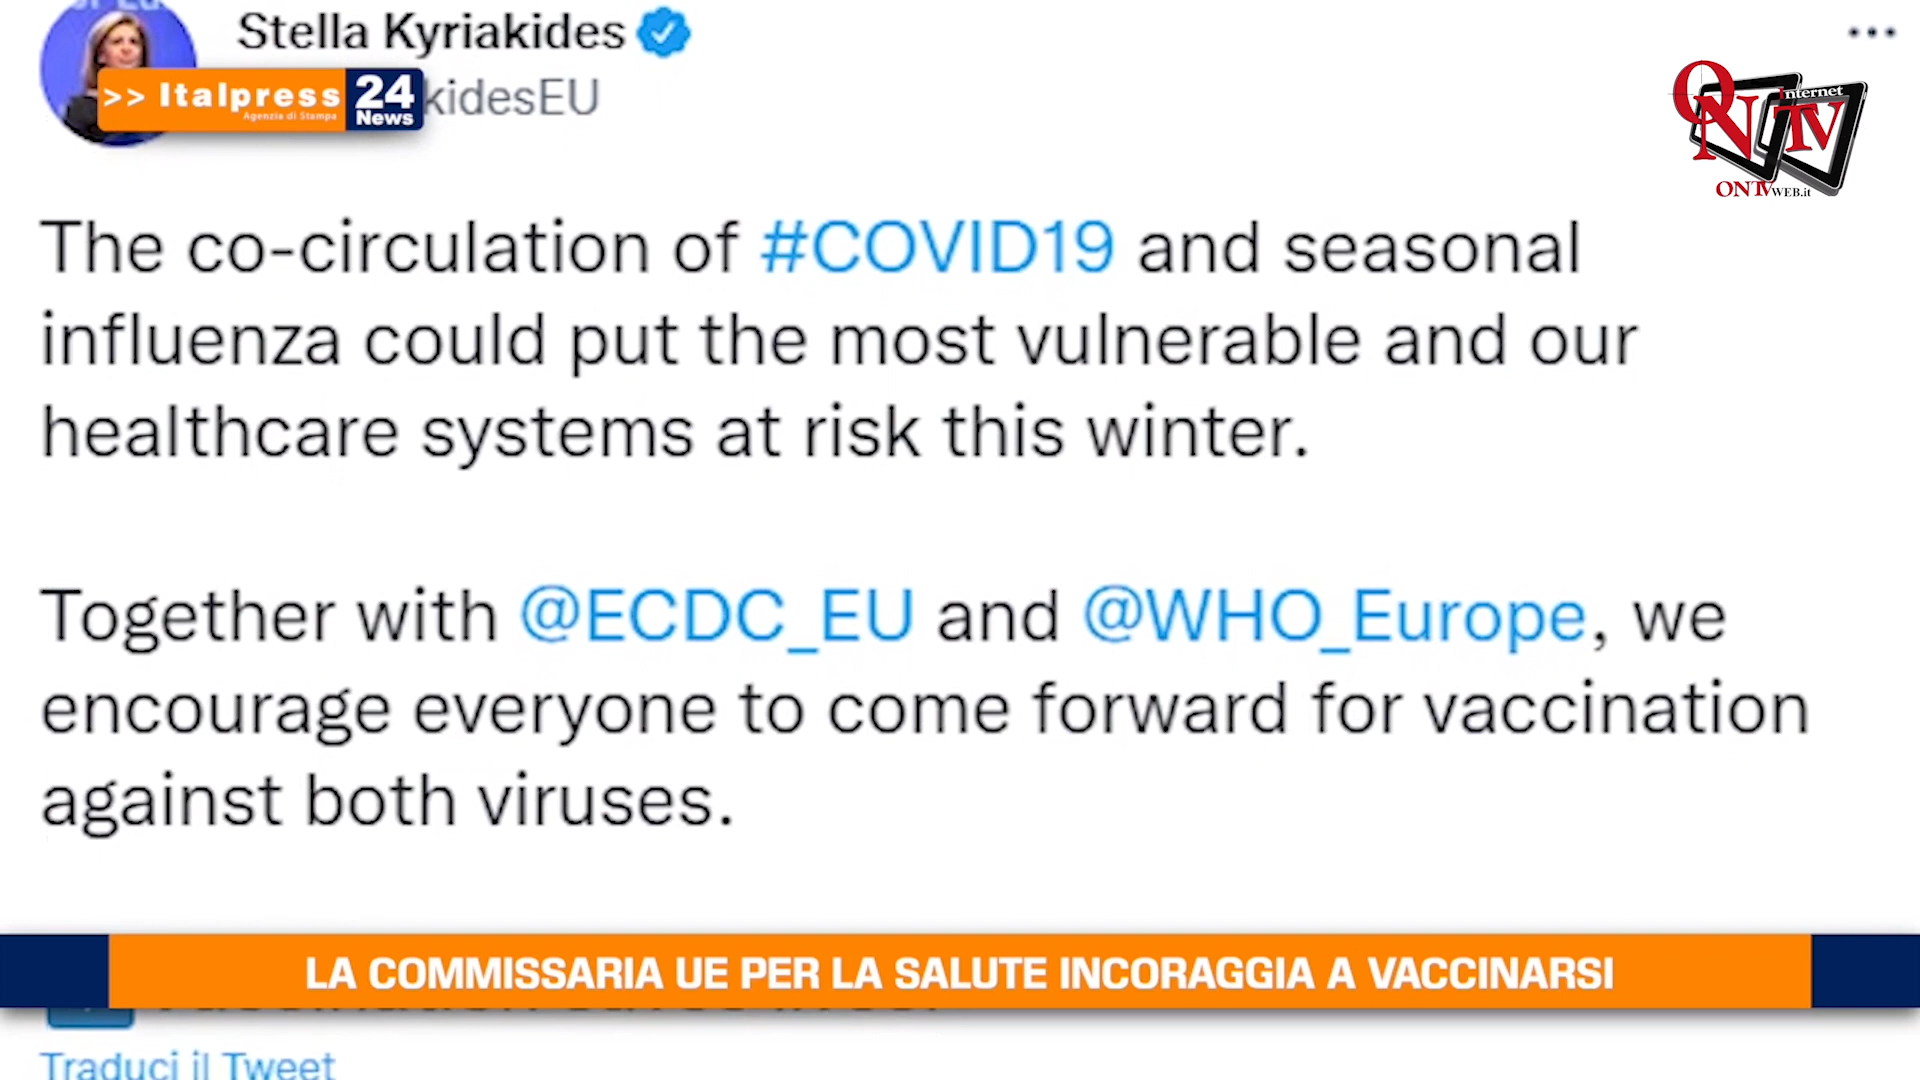 Stella Kyriakides
>> Italpress 24
Agenzia di Stampa News
kidesEU
Internet
ONTV
ONTVWEB.it
The co-circulation of #COVID19 and seasonal
influenza could put the most vulnerable and our
healthcare systems at risk this winter.
Together with @ECDC_EU and @WHO_Europe, we
encourage everyone to come forward for vaccination
against both viruses.
LA COMMISSARIA UE PER LA SALUTE INCORAGGIA A VACCINARSI
Traduci il Tweet